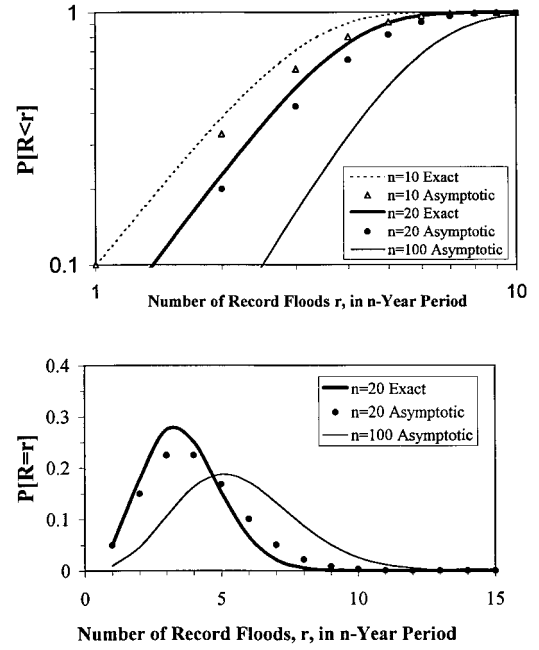 1
P[R<r]
n=10 Exact
n=10 Asymptotic
n=20 Exact
n=20 Asymptotic
n=100 Asymptotic
0.1
1
10
Number of Record Floods r, in n-Year Period
0.4
0.3
0.2
0.1
0
P[R=r]
n=20 Exact
n=20 Asymptotic
n=100 Asymptotic
0
5
10
15
Number of Record Floods, r, in n-Year Period